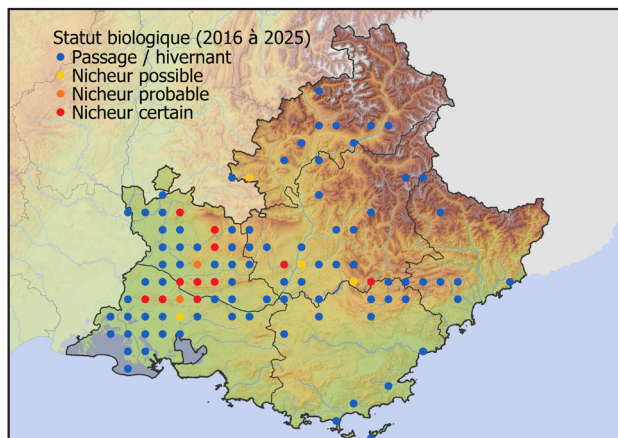 Statut biologique (2016 à 2025)
Passage / hivernant
Nicheur possible
Nicheur probable
Nicheur certain